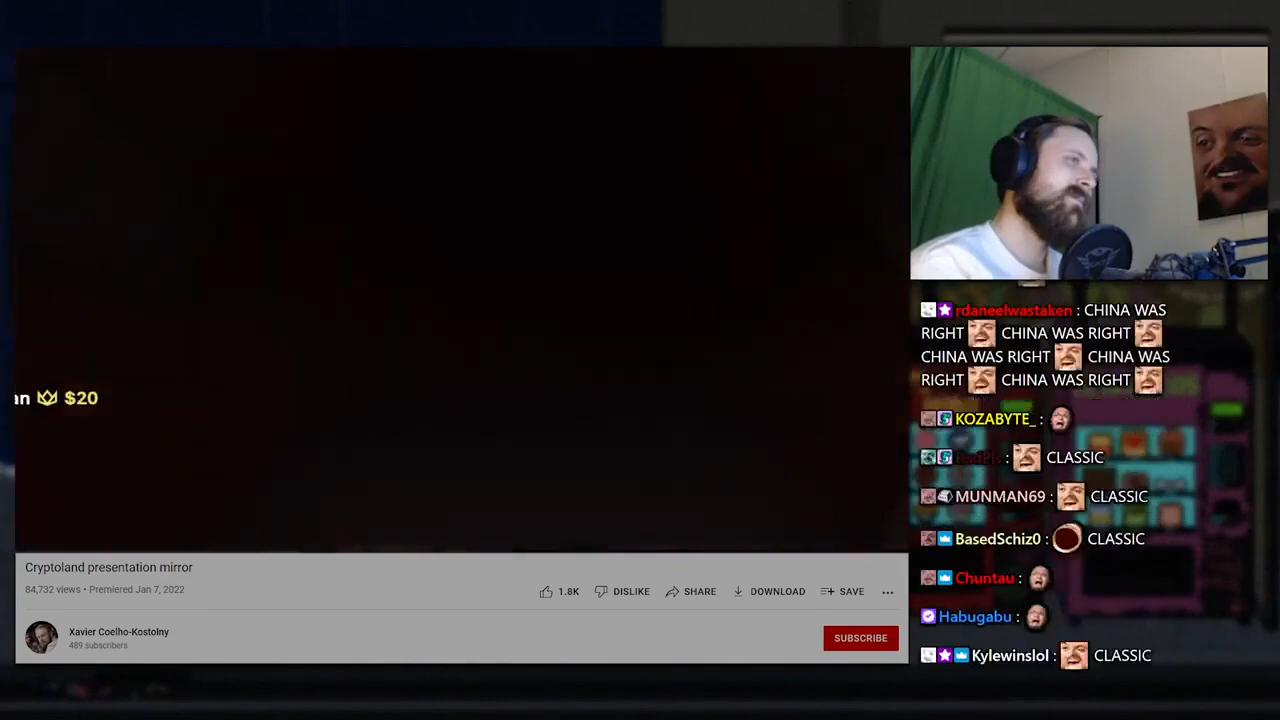 an $20
Cryptoland presentation mirror
84,732 views • Premiered Jan 7, 2022
1.8K DISLIKE SHARE DOWNLOAD SAVE
Xavier Coelho-Kostolny
489 subscribers
SUBSCRIBE
rdaneelwastaken : CHINA WAS
RIGHT CHINA WAS RIGHT
CHINA WAS RIGHT CHINA WAS
RIGHT CHINA WAS RIGHT
KOZABYTE_ :
: CLASSIC
MUNMAN69 : CLASSIC
BasedSchiz0 : CLASSIC
Chuntau :
Habugabu :
Kylewinslol : CLASSIC